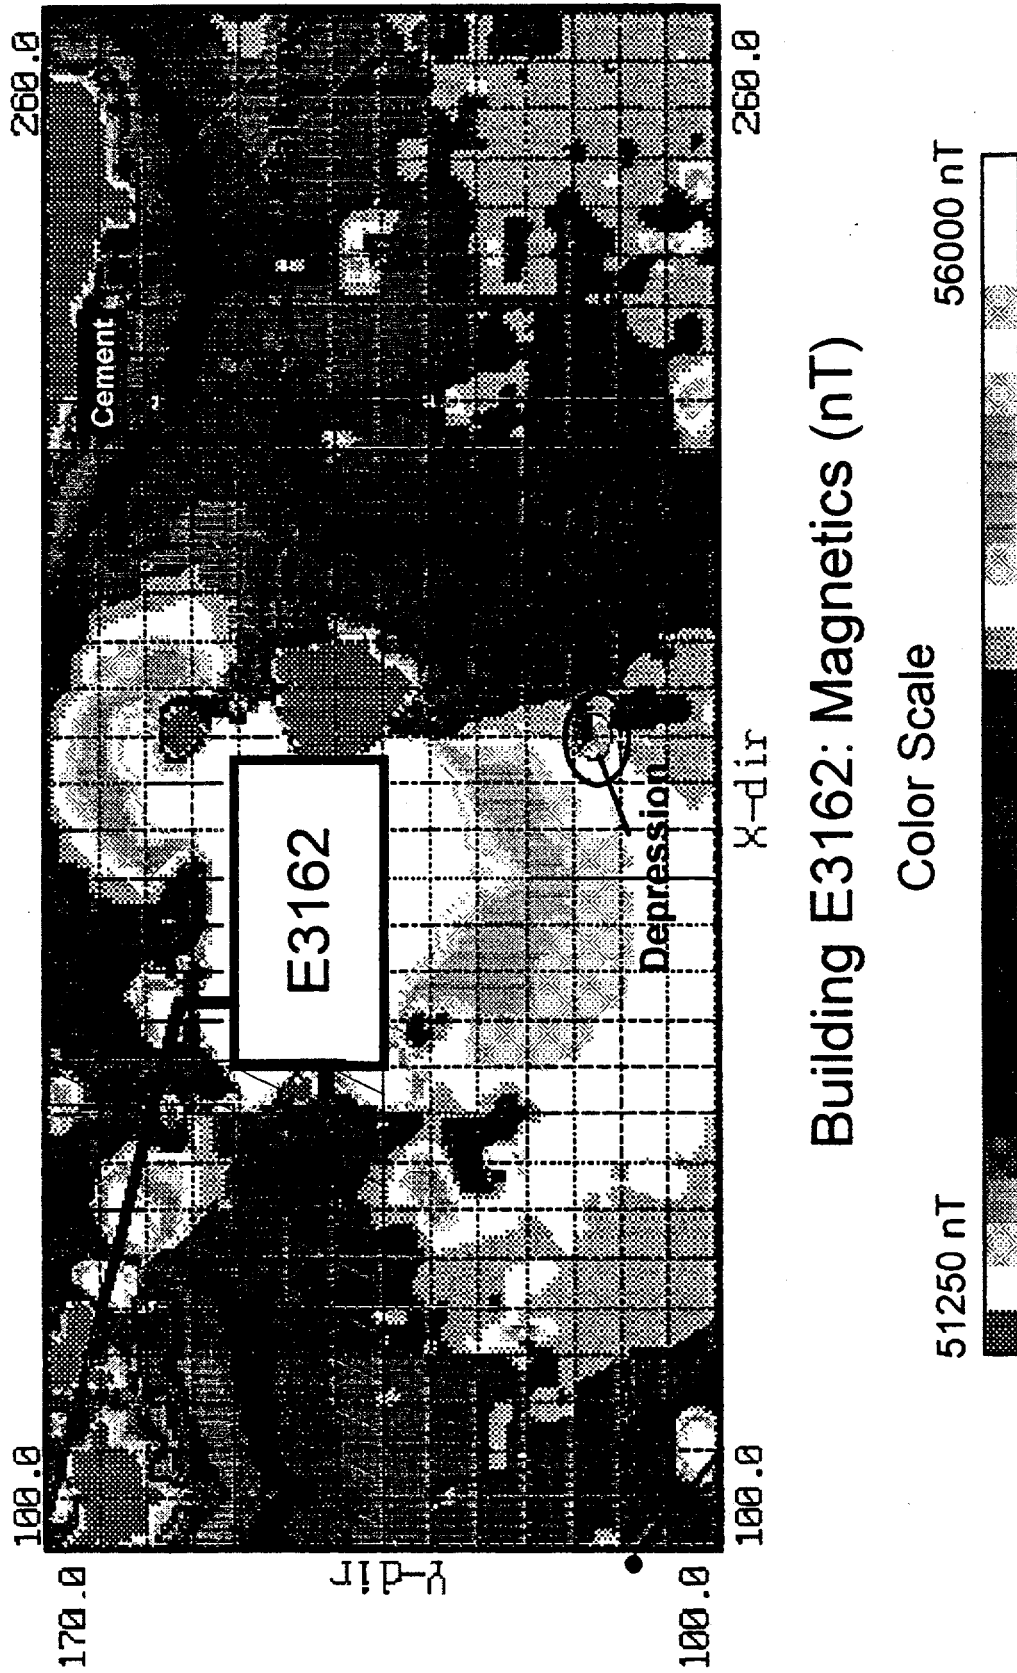 170.0
100.0
260.0
Cement
E3162
Y-dir
Depression
100.0
100.0
260.0
X-dir
Building E3162: Magnetics (nT)
Color Scale
51250 nT
56000 nT